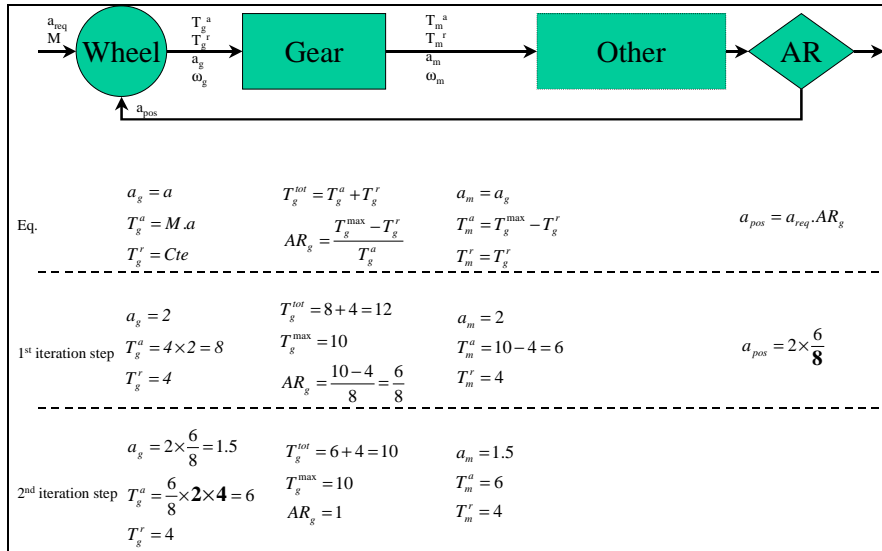 a_req
M
Wheel
T_g^a
T_g^r
a_g
ω_g
Gear
T_m^a
T_m^r
a_m
ω_m
Other
AR
a_pos
Eq.
a_g = a
T_g^a = M.a
T_g^r = Cte
T_g^tot = T_g^a + T_g^r
AR_g = (T_g^max − T_g^r) / T_g^a
a_m = a_g
T_m^a = T_g^max − T_g^r
T_m^r = T_g^r
a_pos = a_req.AR_g
1st iteration step
a_g = 2
T_g^a = 4 × 2 = 8
T_g^r = 4
T_g^tot = 8 + 4 = 12
T_g^max = 10
AR_g = (10 − 4) / 8 = 6/8
a_m = 2
T_m^a = 10 − 4 = 6
T_m^r = 4
a_pos = 2 × 6/8
2nd iteration step
a_g = 2 × 6/8 = 1.5
T_g^a = 6/8 × 2 × 4 = 6
T_g^r = 4
T_g^tot = 6 + 4 = 10
T_g^max = 10
AR_g = 1
a_m = 1.5
T_m^a = 6
T_m^r = 4